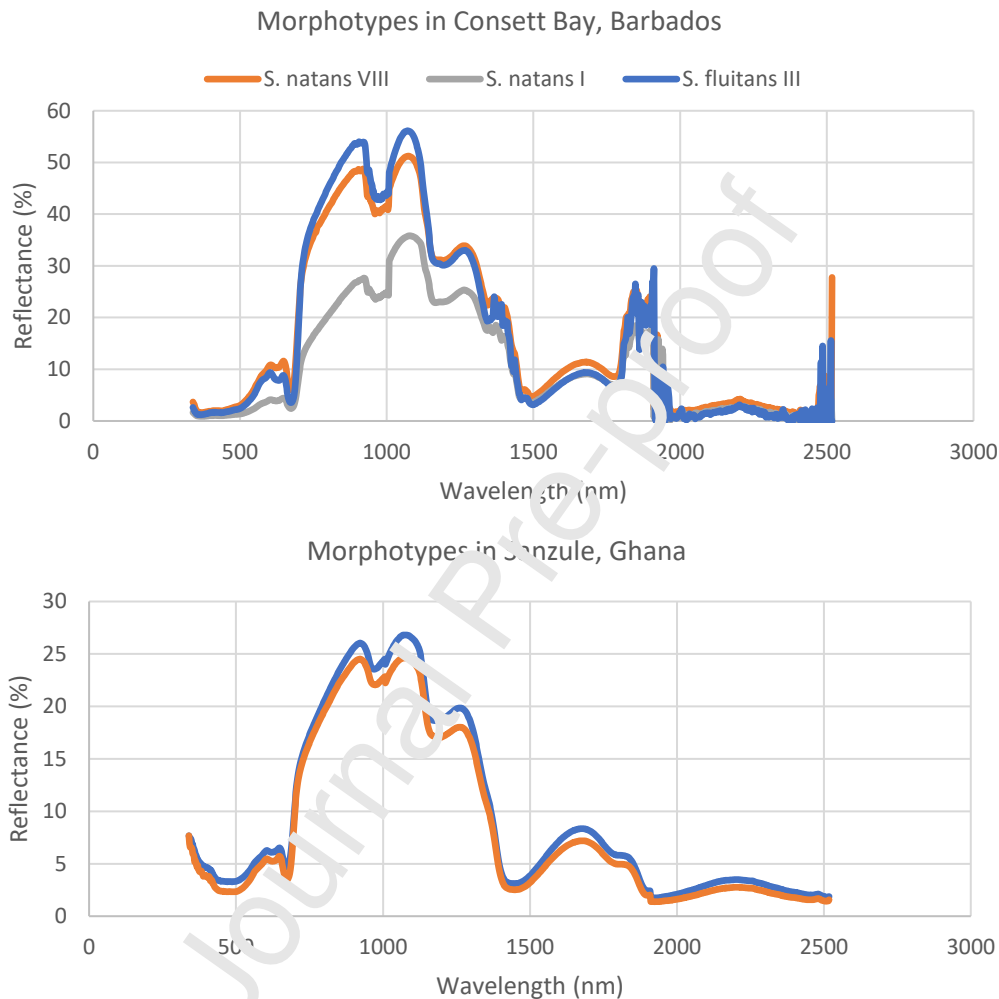 Morphotypes in Consett Bay, Barbados
S. natans VIII S. natans I S. fluitans III
60
50
40
30
20
10
0
Reflectance (%)
0 500 1000 1500 2000 2500 3000
Wavelength (nm)
Morphotypes in Sanzule, Ghana
30
25
20
15
10
5
0
Reflectance (%)
0 500 1000 1500 2000 2500 3000
Wavelength (nm)
Journal Pre-proof